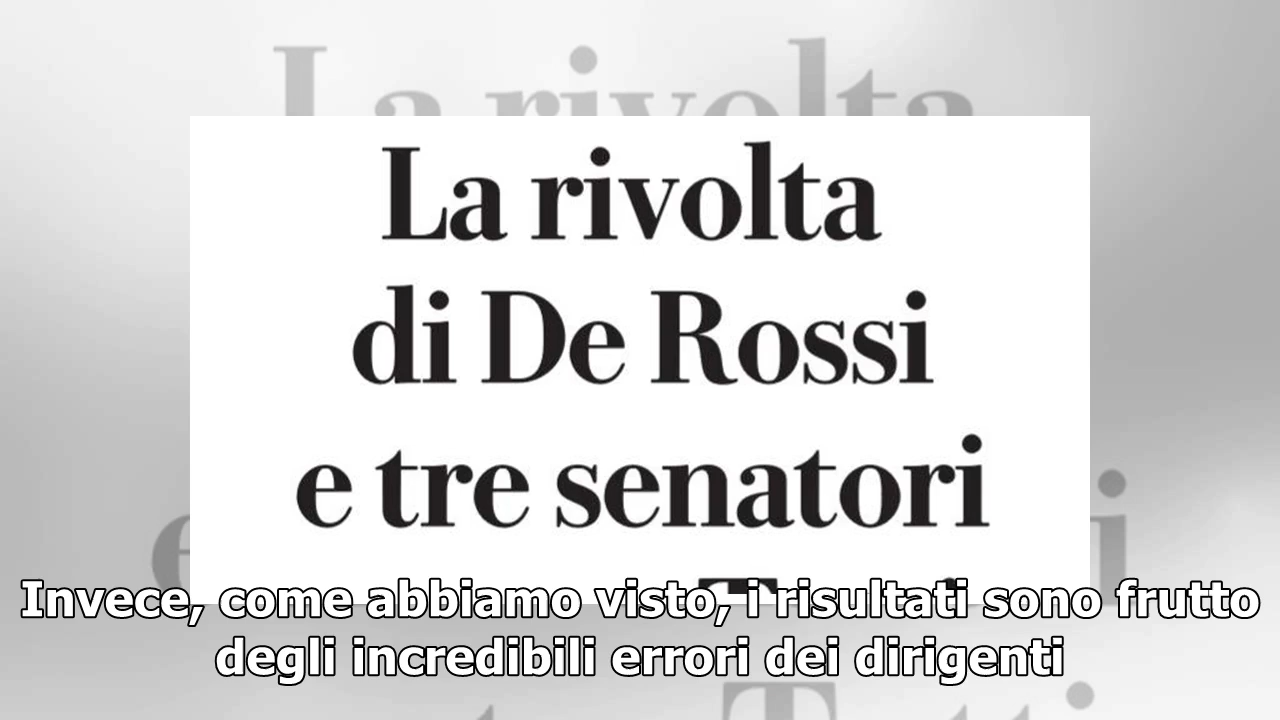 La rivolta
di De Rossi
e tre senatori
Invece, come abbiamo visto, i risultati sono frutto
degli incredibili errori dei dirigenti